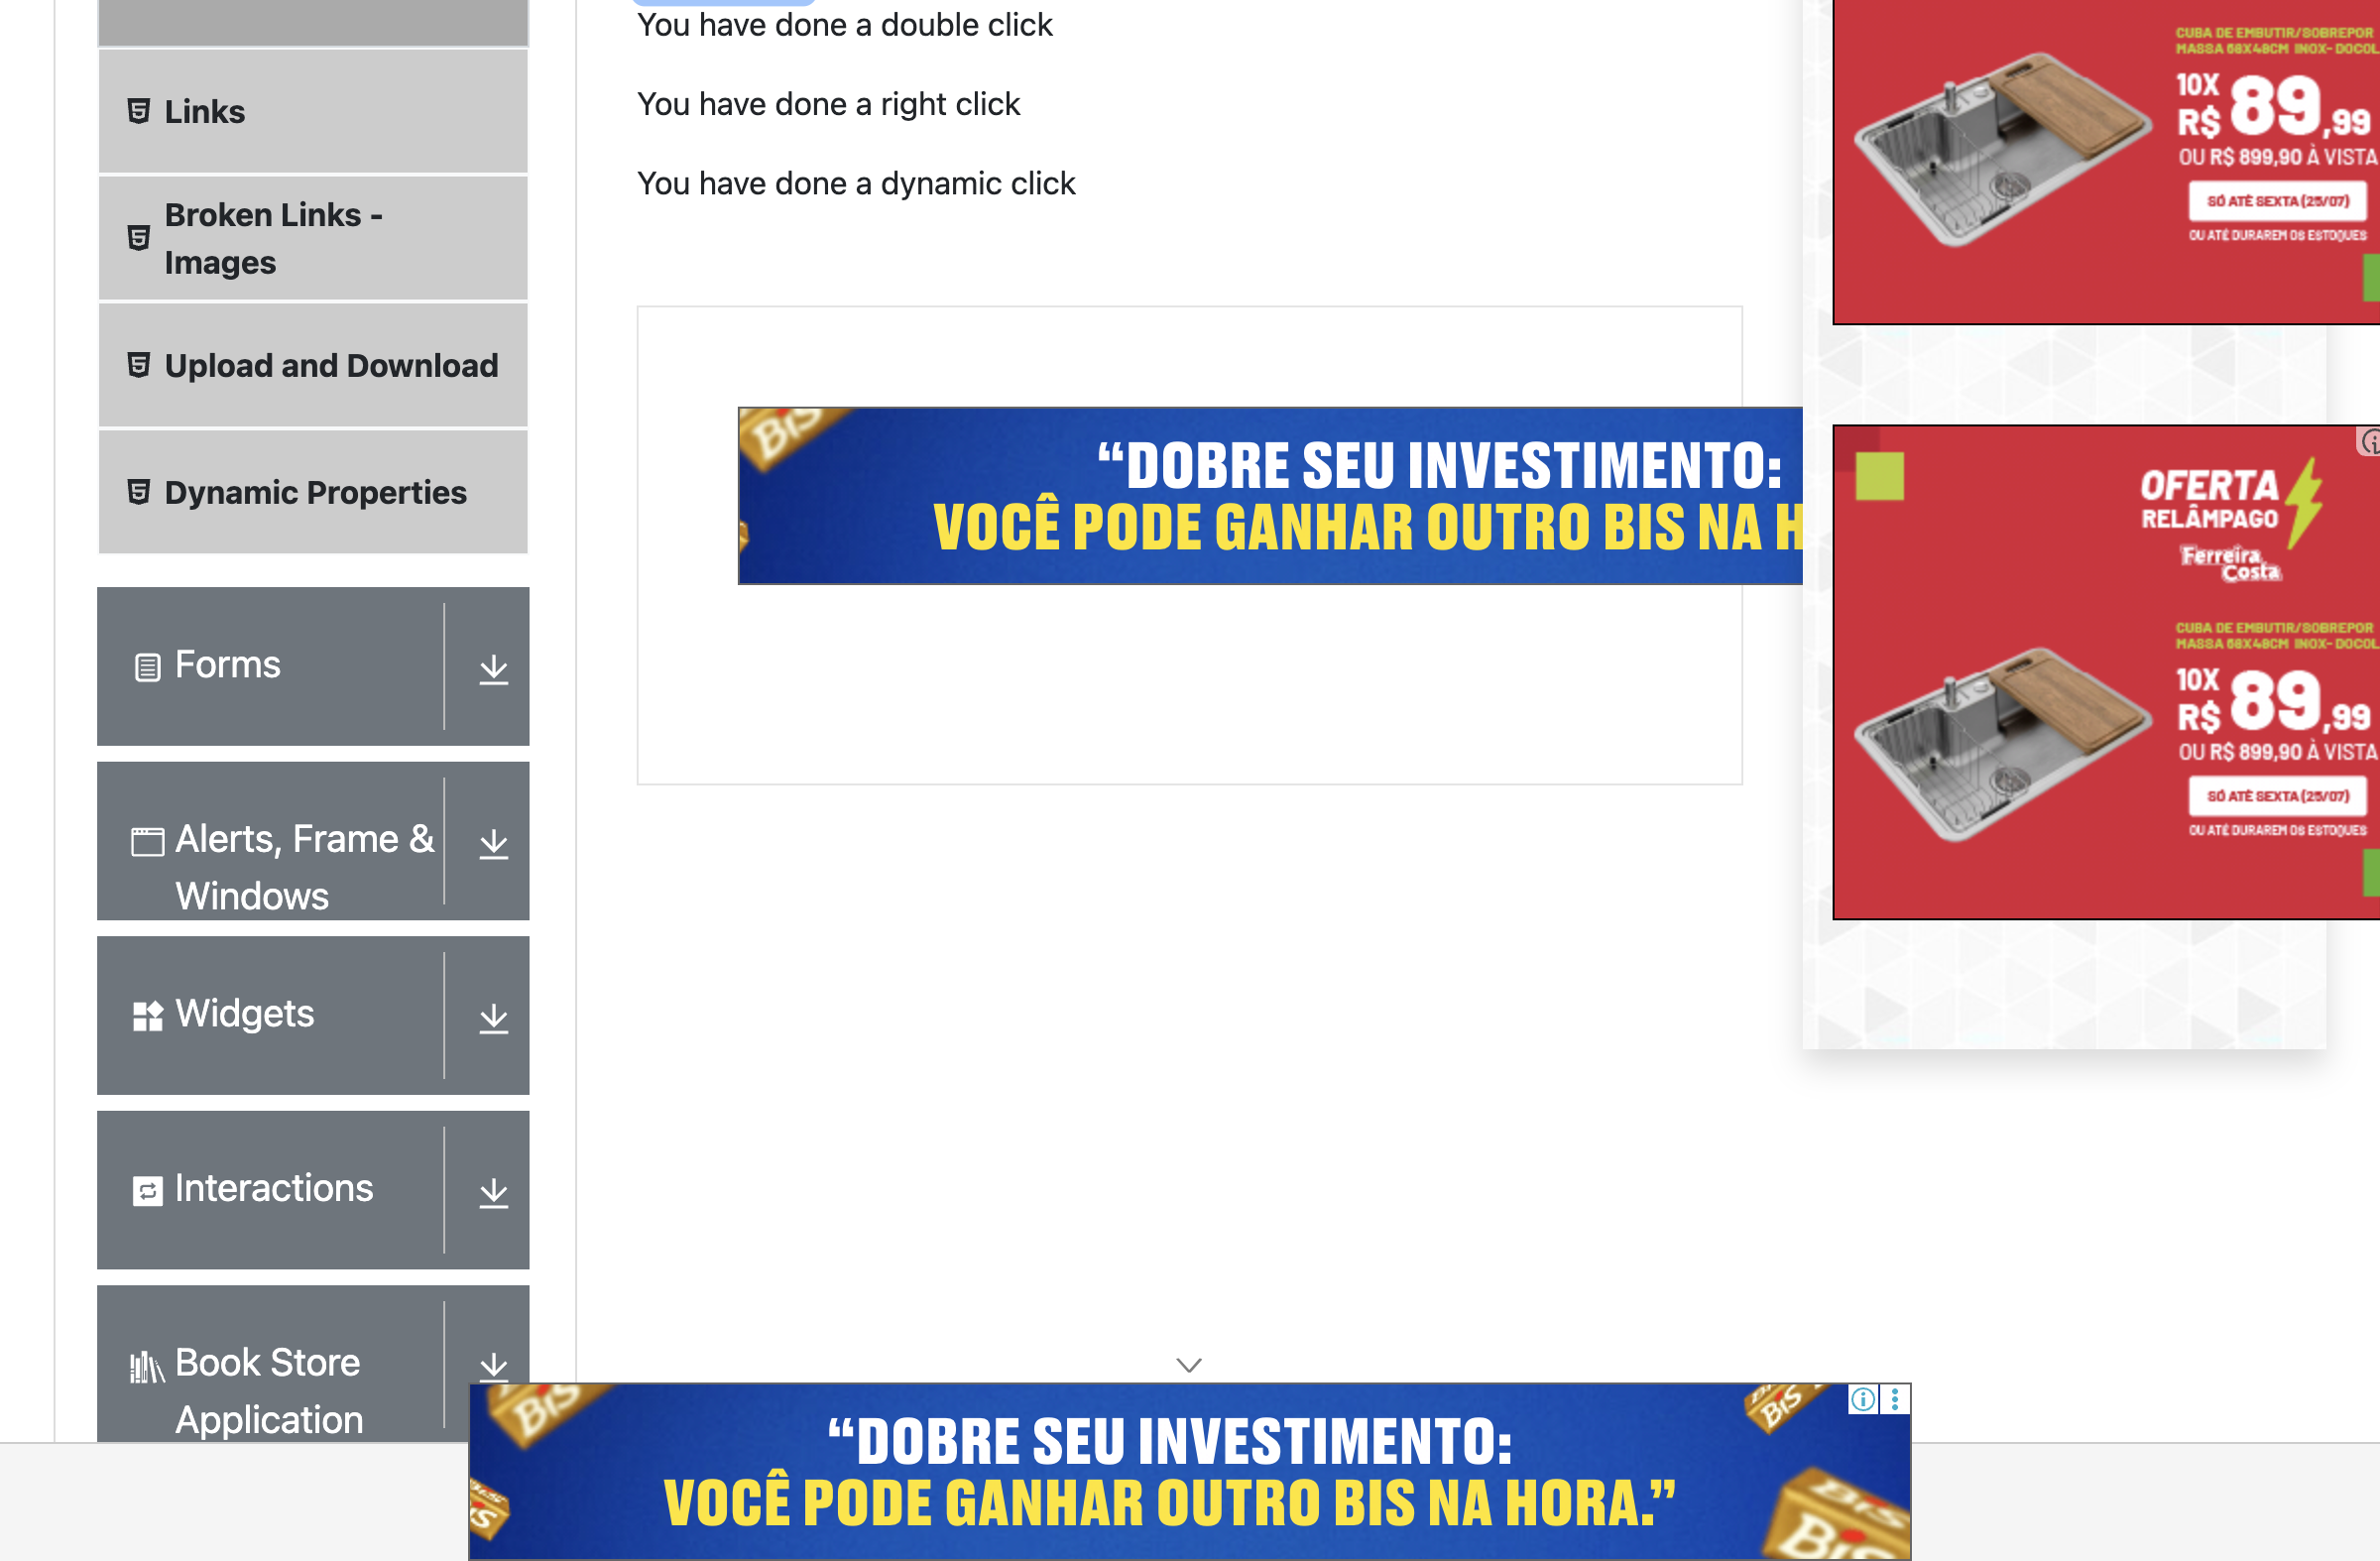 Links
Broken Links -
Images
Upload and Download
Dynamic Properties
Forms
Alerts, Frame &
Windows
Widgets
Interactions
Book Store
Application
You have done a double click
You have done a right click
You have done a dynamic click
BIS
“DOBRE SEU INVESTIMENTO:
VOCÊ PODE GANHAR OUTRO BIS NA H
CUBA DE EMBUTIR/SOBREPOR
MASSA 68X48CM INOX- DOCOL
10X
R$ 89,99
OU R$ 899,90 À VISTA
SÓ ATÉ SEXTA (25/07)
OU ATÉ DURAREM OS ESTOQUES
OFERTA
RELÂMPAGO
Ferreira
Costa
CUBA DE EMBUTIR/SOBREPOR
MASSA 68X48CM INOX- DOCOL
10X
R$ 89,99
OU R$ 899,90 À VISTA
SÓ ATÉ SEXTA (25/07)
OU ATÉ DURAREM OS ESTOQUES
BIS
BIS
“DOBRE SEU INVESTIMENTO:
VOCÊ PODE GANHAR OUTRO BIS NA HORA.”
BIS
BIS